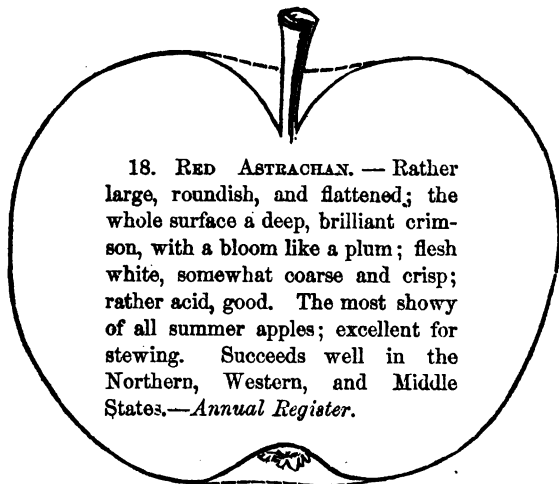 18. RED ASTRACHAN. — Rather
large, roundish, and flattened; the
whole surface a deep, brilliant crim-
son, with a bloom like a plum; flesh
white, somewhat coarse and crisp;
rather acid, good. The most showy
of all summer apples; excellent for
stewing. Succeeds well in the
Northern, Western, and Middle
States.—Annual Register.